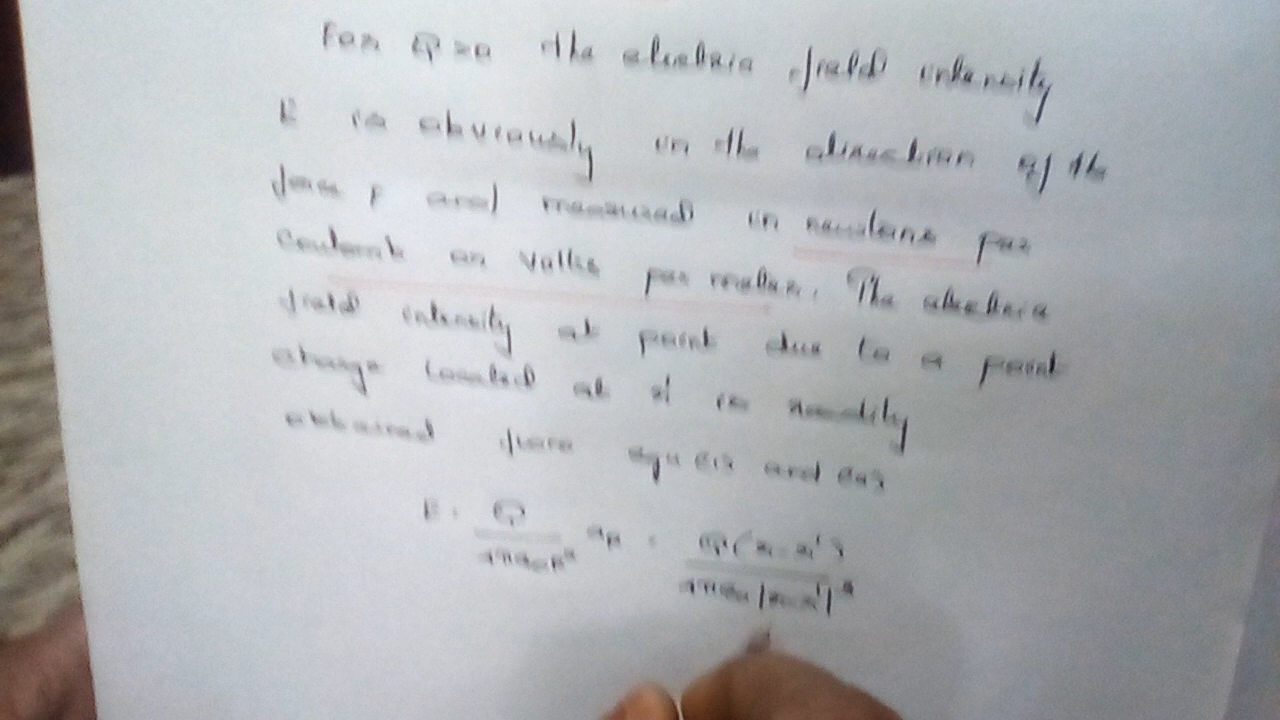 For Q>0 the electric field intensity
E is obviously in the direction of the
force F and measured in newtons per
coulomb or volts per meter. The electric
field intensity at point due to a point
charge located at r' is readily
obtained from equ and
E = Q / 4πε₀R² aR = Q(r-r') / 4πε₀|r-r'|³